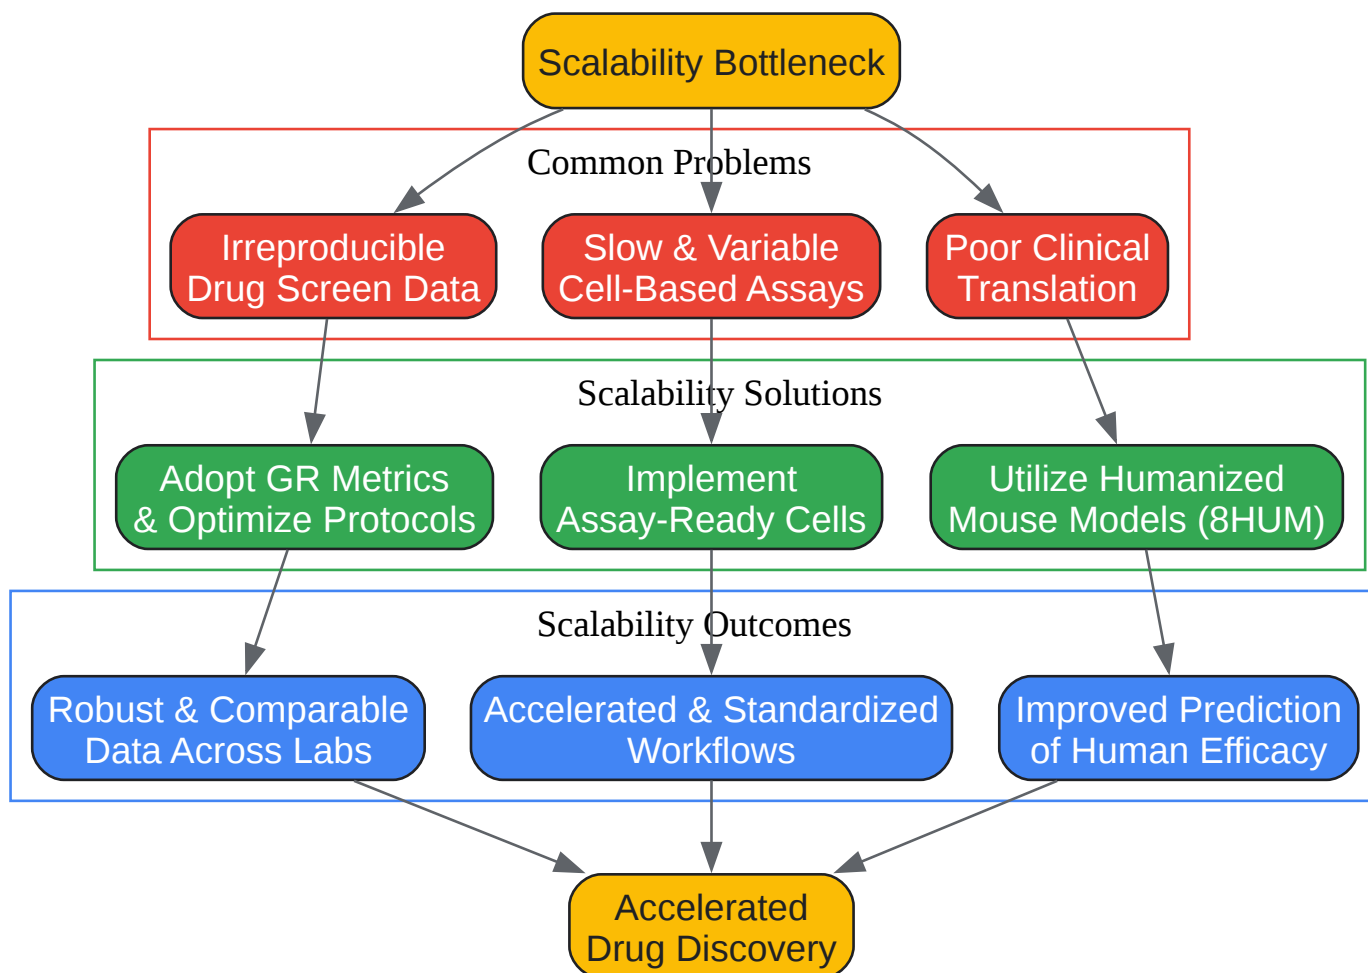 Scalability Bottleneck
Common Problems
Irreproducible
Drug Screen Data
Slow & Variable
Cell-Based Assays
Poor Clinical
Translation
Scalability Solutions
Adopt GR Metrics
& Optimize Protocols
Implement
Assay-Ready Cells
Utilize Humanized
Mouse Models (8HUM)
Scalability Outcomes
Robust & Comparable
Data Across Labs
Accelerated & Standardized
Workflows
Improved Prediction
of Human Efficacy
Accelerated
Drug Discovery